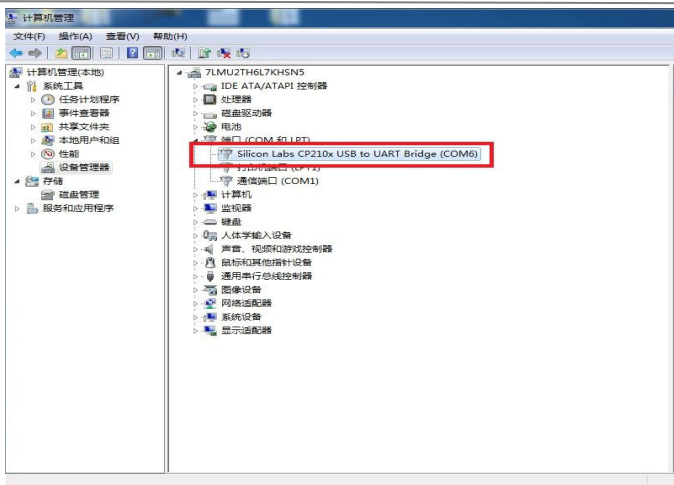 计算机管理
文件(F) 操作(A) 查看(V) 帮助(H)
计算机管理(本地)
系统工具
任务计划程序
事件查看器
共享文件夹
本地用户和组
性能
设备管理器
存储
磁盘管理
服务和应用程序
7LMU2TH6L7KHSN5
IDE ATA/ATAPI 控制器
处理器
磁盘驱动器
电池
端口 (COM 和 LPT)
Silicon Labs CP210x USB to UART Bridge (COM6)
打印机端口 (LPT1)
通信端口 (COM1)
计算机
监视器
键盘
人体学输入设备
声音、视频和游戏控制器
鼠标和其他指针设备
通用串行总线控制器
图像设备
网络适配器
系统设备
显示适配器